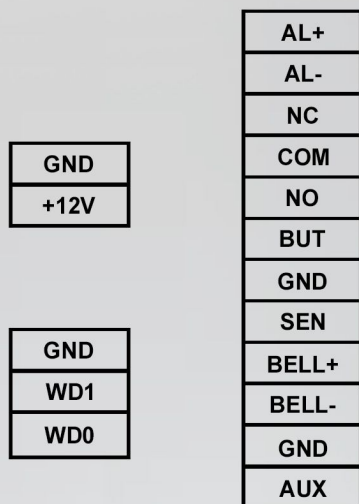 GND
+12V
GND
WD1
WD0
AL+
AL-
NC
COM
NO
BUT
GND
SEN
BELL+
BELL-
GND
AUX